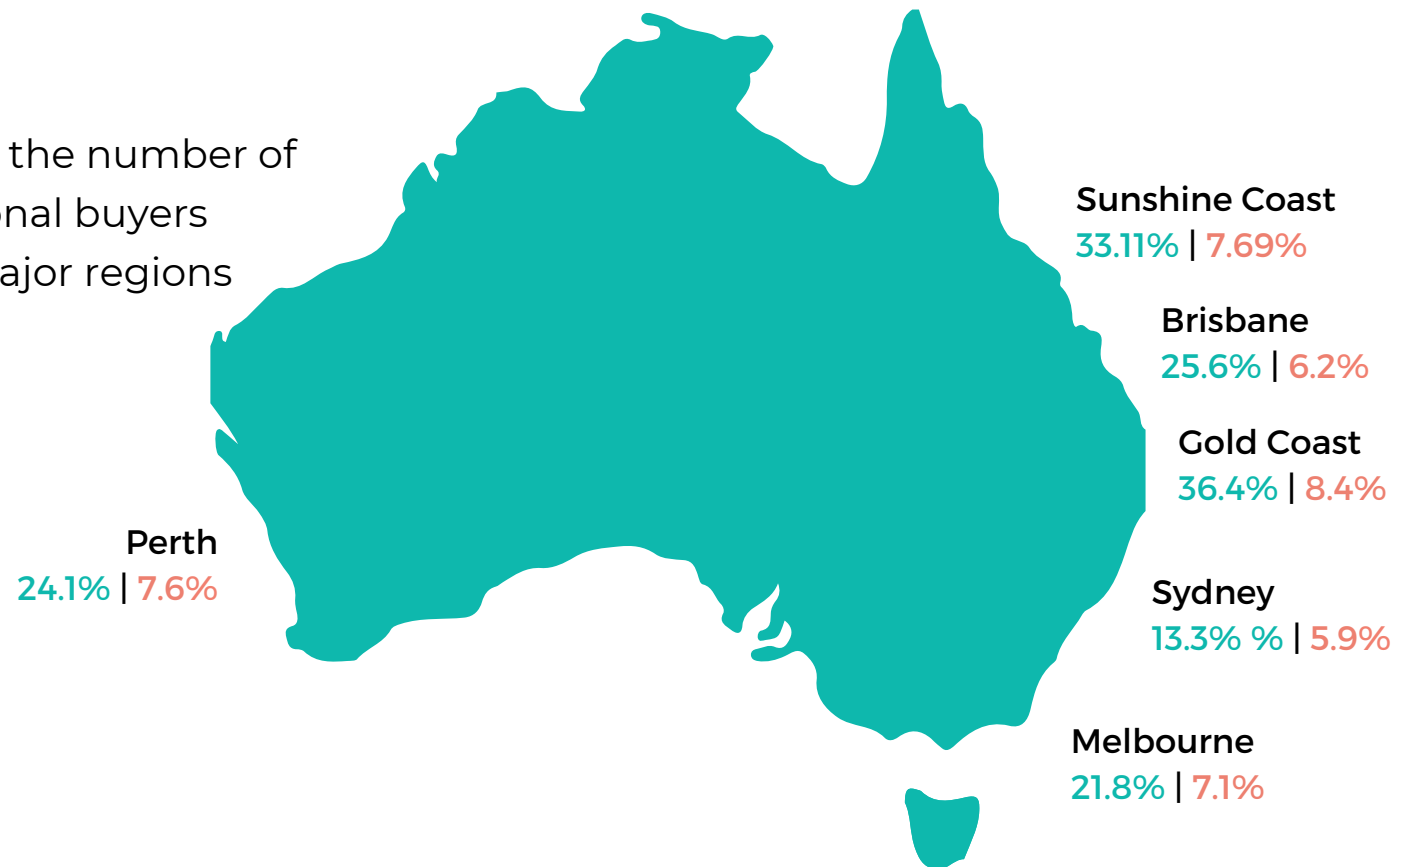 the number of
onal buyers
ajor regions
Sunshine Coast
33.11% | 7.69%
Brisbane
25.6% | 6.2%
Gold Coast
36.4% | 8.4%
Perth
24.1% | 7.6%
Sydney
13.3% % | 5.9%
Melbourne
21.8% | 7.1%